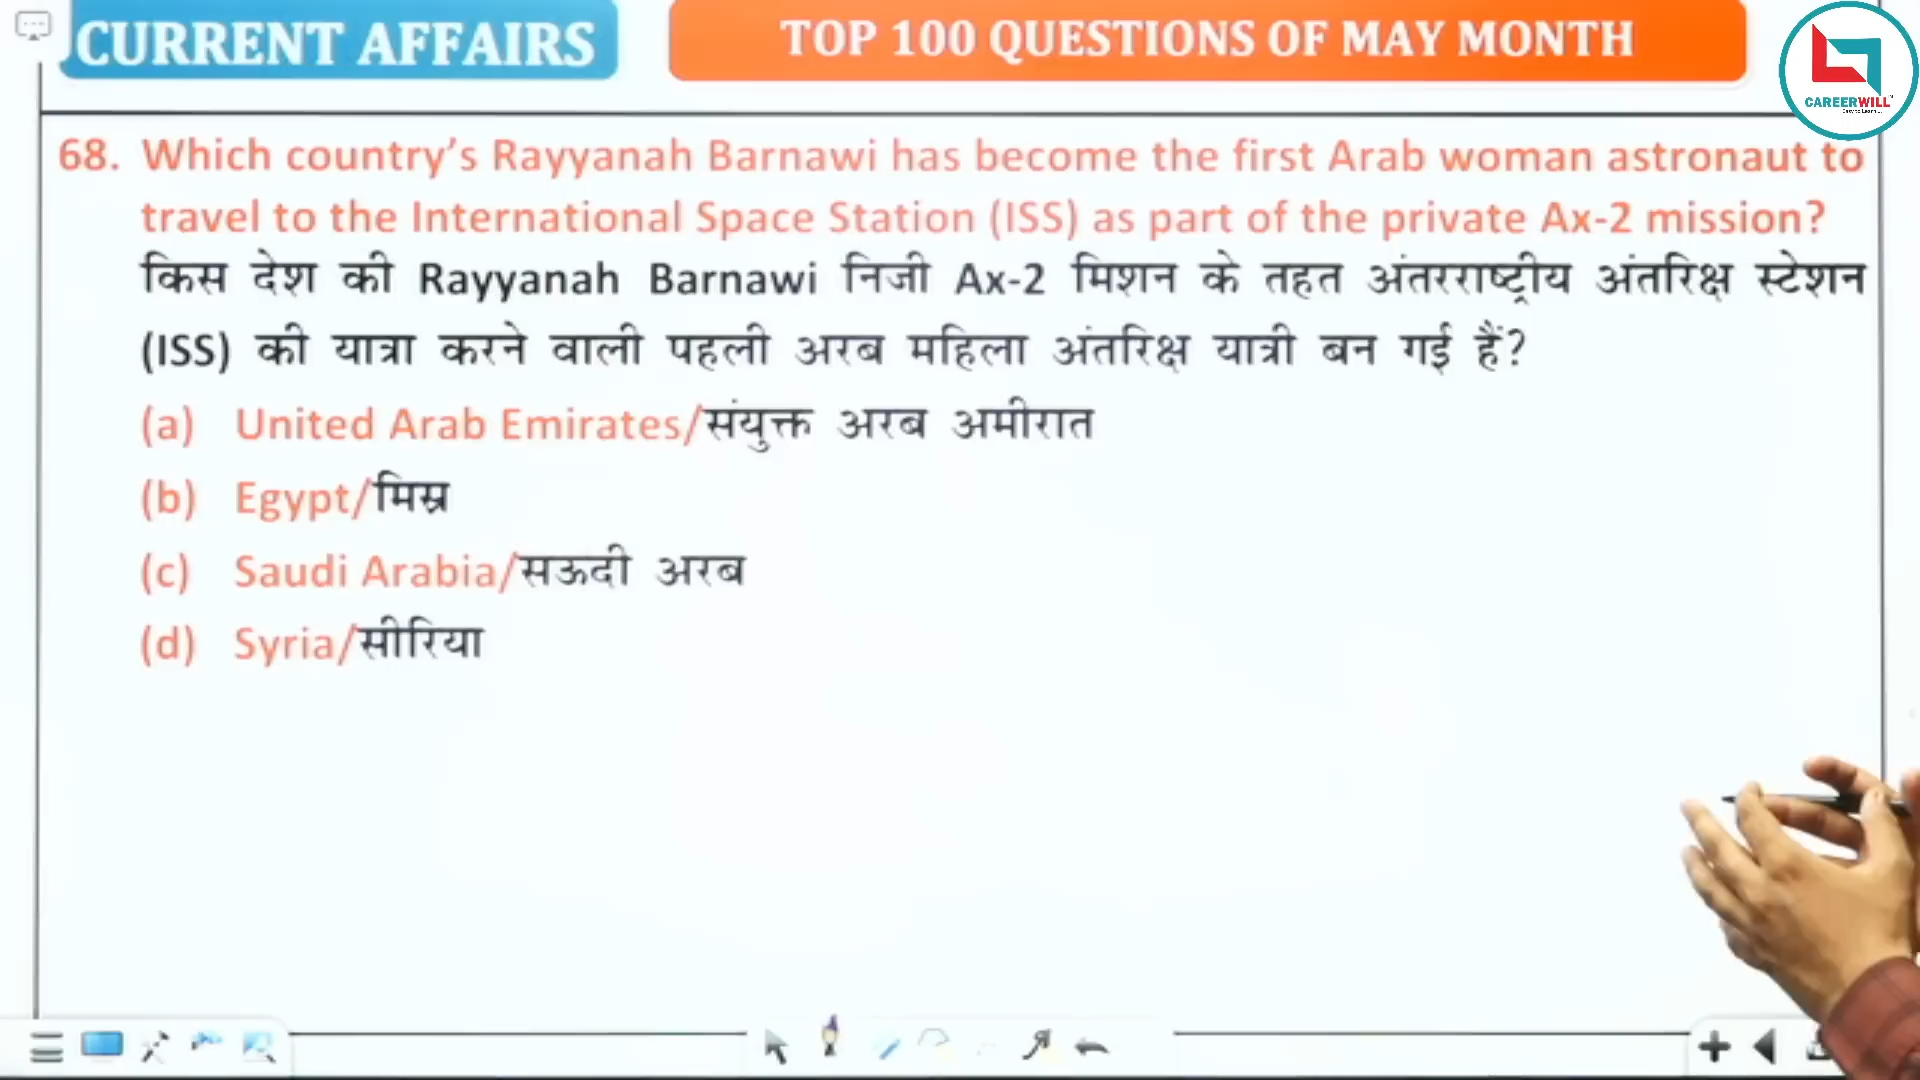 CURRENT AFFAIRS
TOP 100 QUESTIONS OF MAY MONTH
CAREERWILL
68. Which country's Rayyanah Barnawi has become the first Arab woman astronaut to
travel to the International Space Station (ISS) as part of the private Ax-2 mission?
किस देश की Rayyanah Barnawi निजी Ax-2 मिशन के तहत अंतरराष्ट्रीय अंतरिक्ष स्टेशन
(ISS) की यात्रा करने वाली पहली अरब महिला अंतरिक्ष यात्री बन गई हैं?
(a) United Arab Emirates/संयुक्त अरब अमीरात
(b) Egypt/मिस्र
(c) Saudi Arabia/सऊदी अरब
(d) Syria/सीरिया